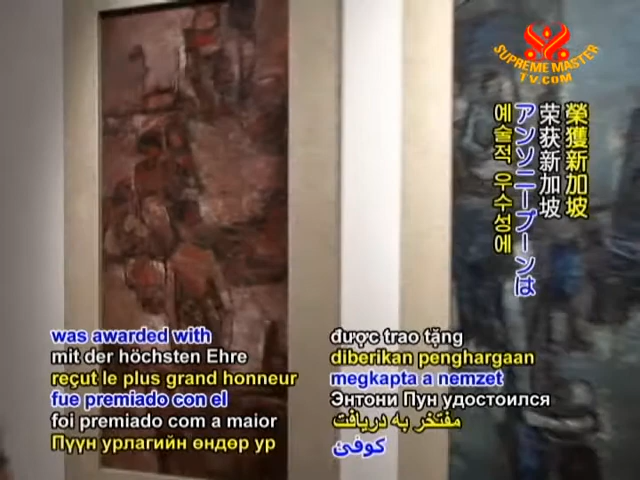 SUPREME MASTER
TV.COM
榮獲新加坡
荣获新加坡
アンソニープーンは
예술적 우수성에
was awarded with
mit der höchsten Ehre
reçut le plus grand honneur
fue premiado con el
foi premiado com a maior
Пүүн урлагийн өндөр ур
được trao tặng
diberikan penghargaan
megkapta a nemzet
Энтони Пун удостоился
مفتخر به دریافت
كوفئ